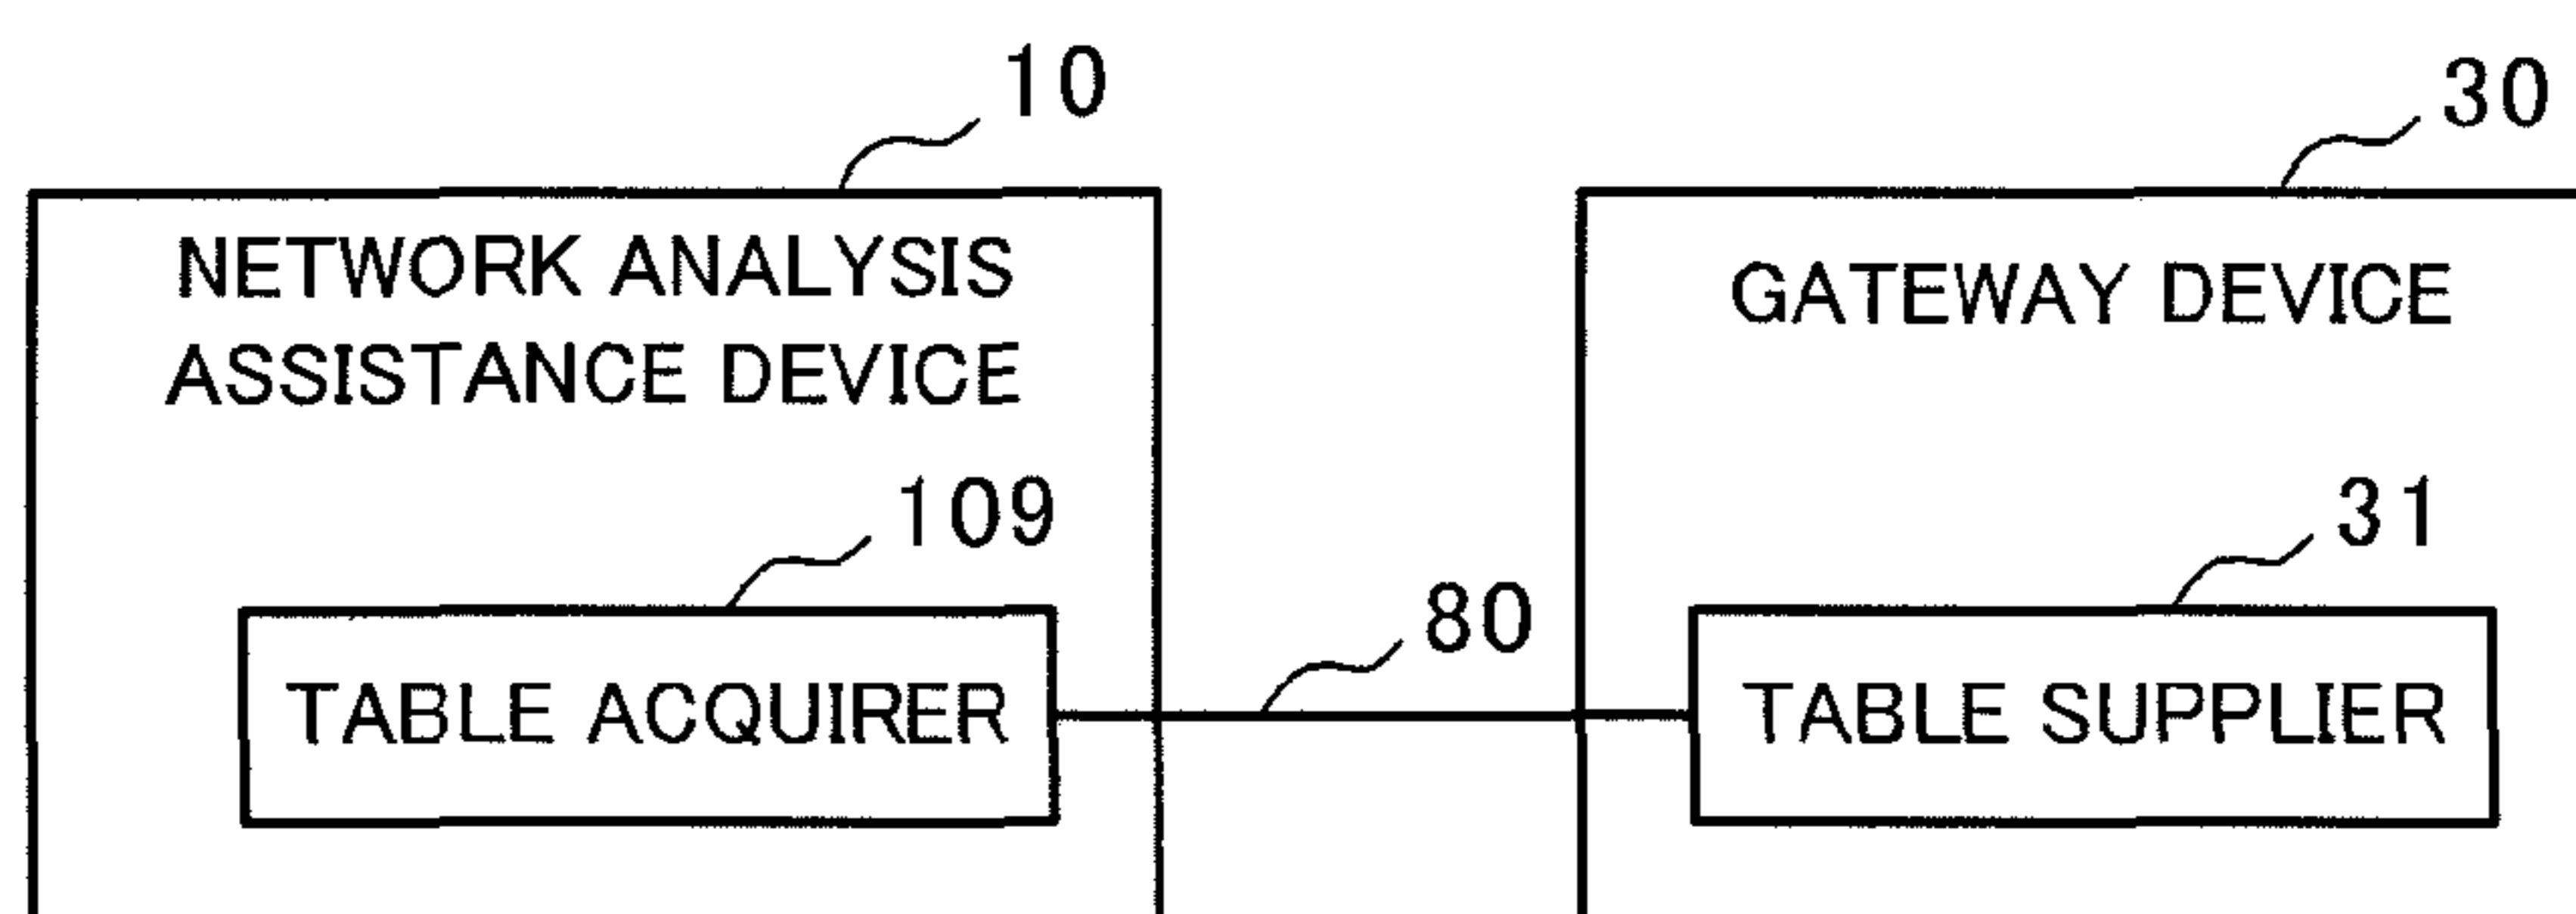 10
30
NETWORK ANALYSIS
ASSISTANCE DEVICE
GATEWAY DEVICE
109
31
80
TABLE ACQUIRER
TABLE SUPPLIER